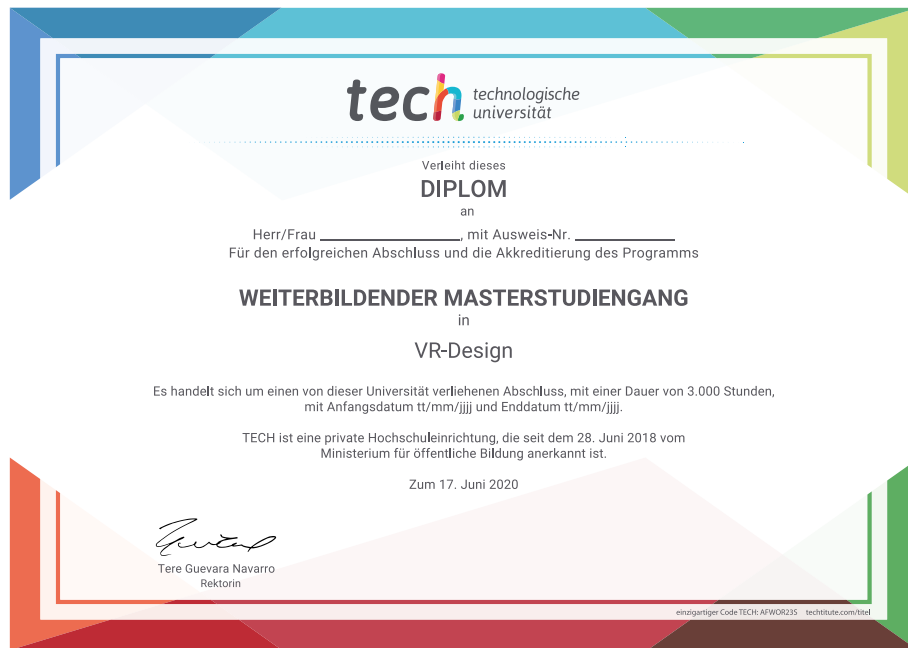 tech technologische
universität
Verleiht dieses
DIPLOM
an
Herr/Frau ____________, mit Ausweis-Nr. ____________
Für den erfolgreichen Abschluss und die Akkreditierung des Programms
WEITERBILDENDER MASTERSTUDIENGANG
in
VR-Design
Es handelt sich um einen von dieser Universität verliehenen Abschluss, mit einer Dauer von 3.000 Stunden,
mit Anfangsdatum tt/mm/jjjj und Enddatum tt/mm/jjjj.
TECH ist eine private Hochschuleinrichtung, die seit dem 28. Juni 2018 vom
Ministerium für öffentliche Bildung anerkannt ist.
Zum 17. Juni 2020
Tere Guevara Navarro
Rektorin
einzigartiger Code TECH: AFWOR23S techtitute.com/titel